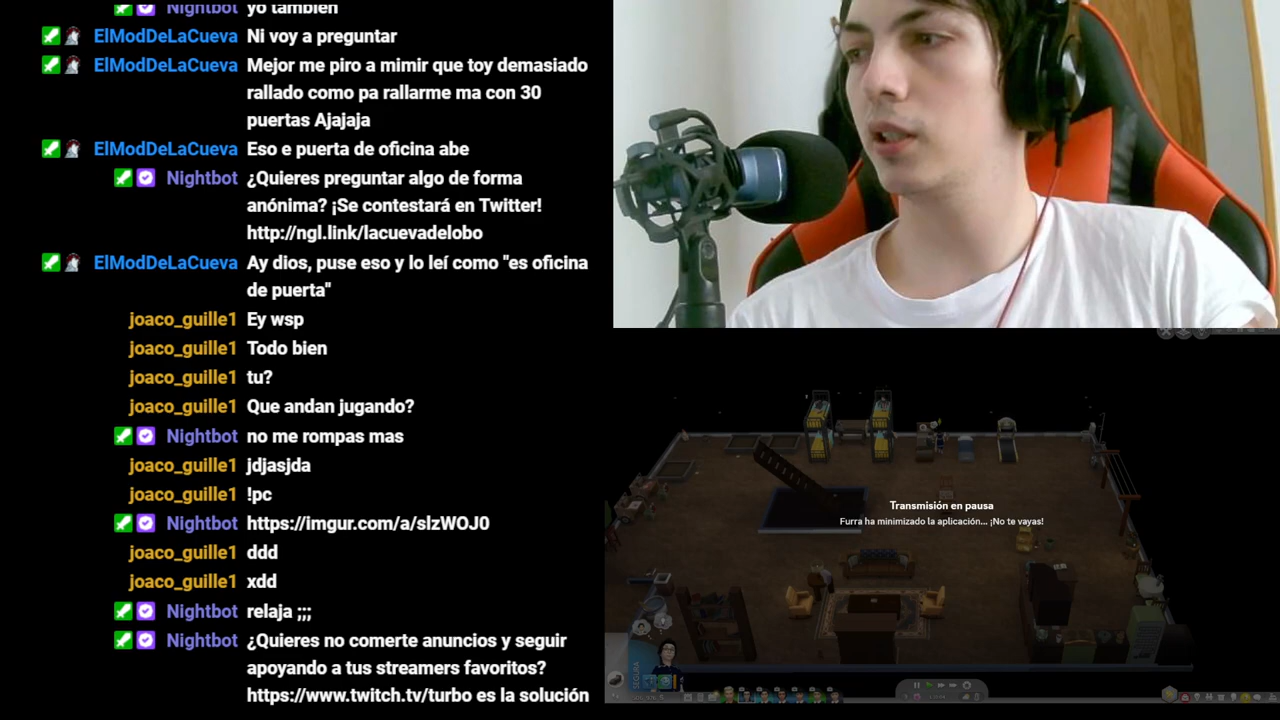 Nightbot yo también
ElModDeLaCueva Ni voy a preguntar
ElModDeLaCueva Mejor me piro a mimir que toy demasiado
rallado como pa rallarme ma con 30
puertas Ajajaja
ElModDeLaCueva Eso e puerta de oficina abe
Nightbot ¿Quieres preguntar algo de forma
anónima? ¡Se contestará en Twitter!
http://ngl.link/lacuevadelobo
ElModDeLaCueva Ay dios, puse eso y lo leí como "es oficina
de puerta"
joaco_guille1 Ey wsp
joaco_guille1 Todo bien
joaco_guille1 tu?
joaco_guille1 Que andan jugando?
Nightbot no me rompas mas
joaco_guille1 jdjasjda
joaco_guille1 !pc
Nightbot https://imgur.com/a/slzWOJ0
joaco_guille1 ddd
joaco_guille1 xdd
Nightbot relaja ;;;
Nightbot ¿Quieres no comerte anuncios y seguir
apoyando a tus streamers favoritos?
https://www.twitch.tv/turbo es la solución
Transmisión en pausa
Furra ha minimizado la aplicación... ¡No te vayas!
SEGURA